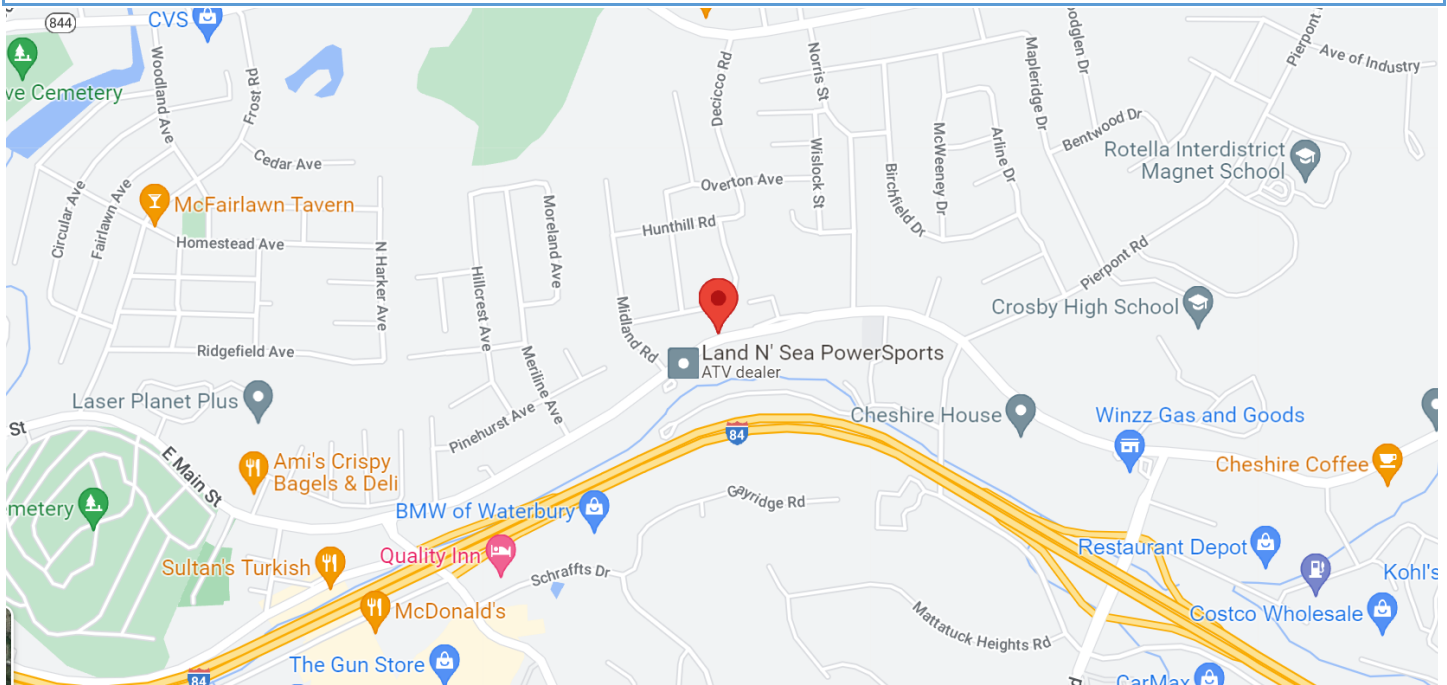 844
CVS
Woodland Ave
Frost Rd
Decicco Rd
Norris St
Mapleridge Dr
Pierpont
Ave of Industry
ve Cemetery
Bentwood Dr
Cedar Ave
Wislock St
McWeeney Dr
Arline Dr
Birchfield Dr
Rotella Interdistrict
Magnet School
Overton Ave
Circular Ave
Fairlawn Ave
McFairlawn Tavern
Moreland Ave
Hunthill Rd
Homestead Ave
N Harker Ave
Hillcrest Ave
Pierpont Rd
Crosby High School
Midland Rd
Ridgefield Ave
Meriline Ave
Land N' Sea PowerSports
ATV dealer
Laser Planet Plus
Pinehurst Ave
Cheshire House
Winzz Gas and Goods
St
84
E Main St
Ami's Crispy
Bagels & Deli
Cheshire Coffee
metery
BMW of Waterbury
Gayridge Rd
Quality Inn
Restaurant Depot
Sultan's Turkish
Schraffts Dr
Kohl's
McDonald's
Mattatuck Heights Rd
Costco Wholesale
The Gun Store
84
CarMax